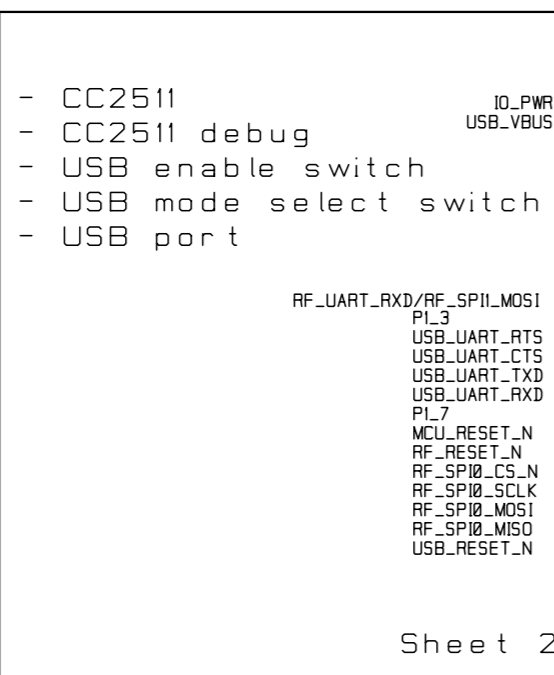 - CC2511
- CC2511 debug
- USB enable switch
- USB mode select switch
- USB port
IO_PWR
USB_VBUS
RF_UART_RXD/RF_SPI1_MOSI
P1_3
USB_UART_RTS
USB_UART_CTS
USB_UART_TXD
USB_UART_RXD
P1_7
MCU_RESET_N
RF_RESET_N
RF_SPI0_CS_N
RF_SPI0_SCLK
RF_SPI0_MOSI
RF_SPI0_MISO
USB_RESET_N
Sheet 2